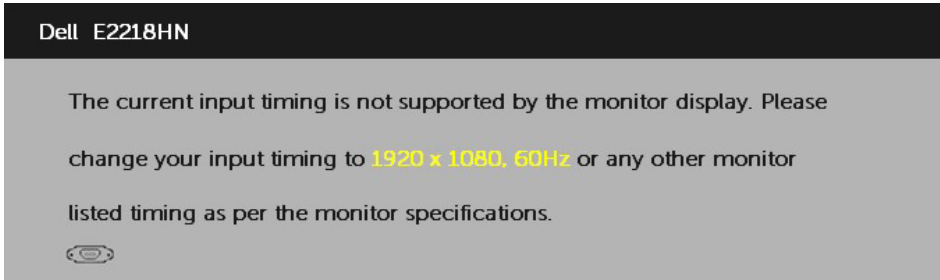 Dell E2218HN
The current input timing is not supported by the monitor display. Please
change your input timing to 1920 x 1080, 60Hz or any other monitor
listed timing as per the monitor specifications.